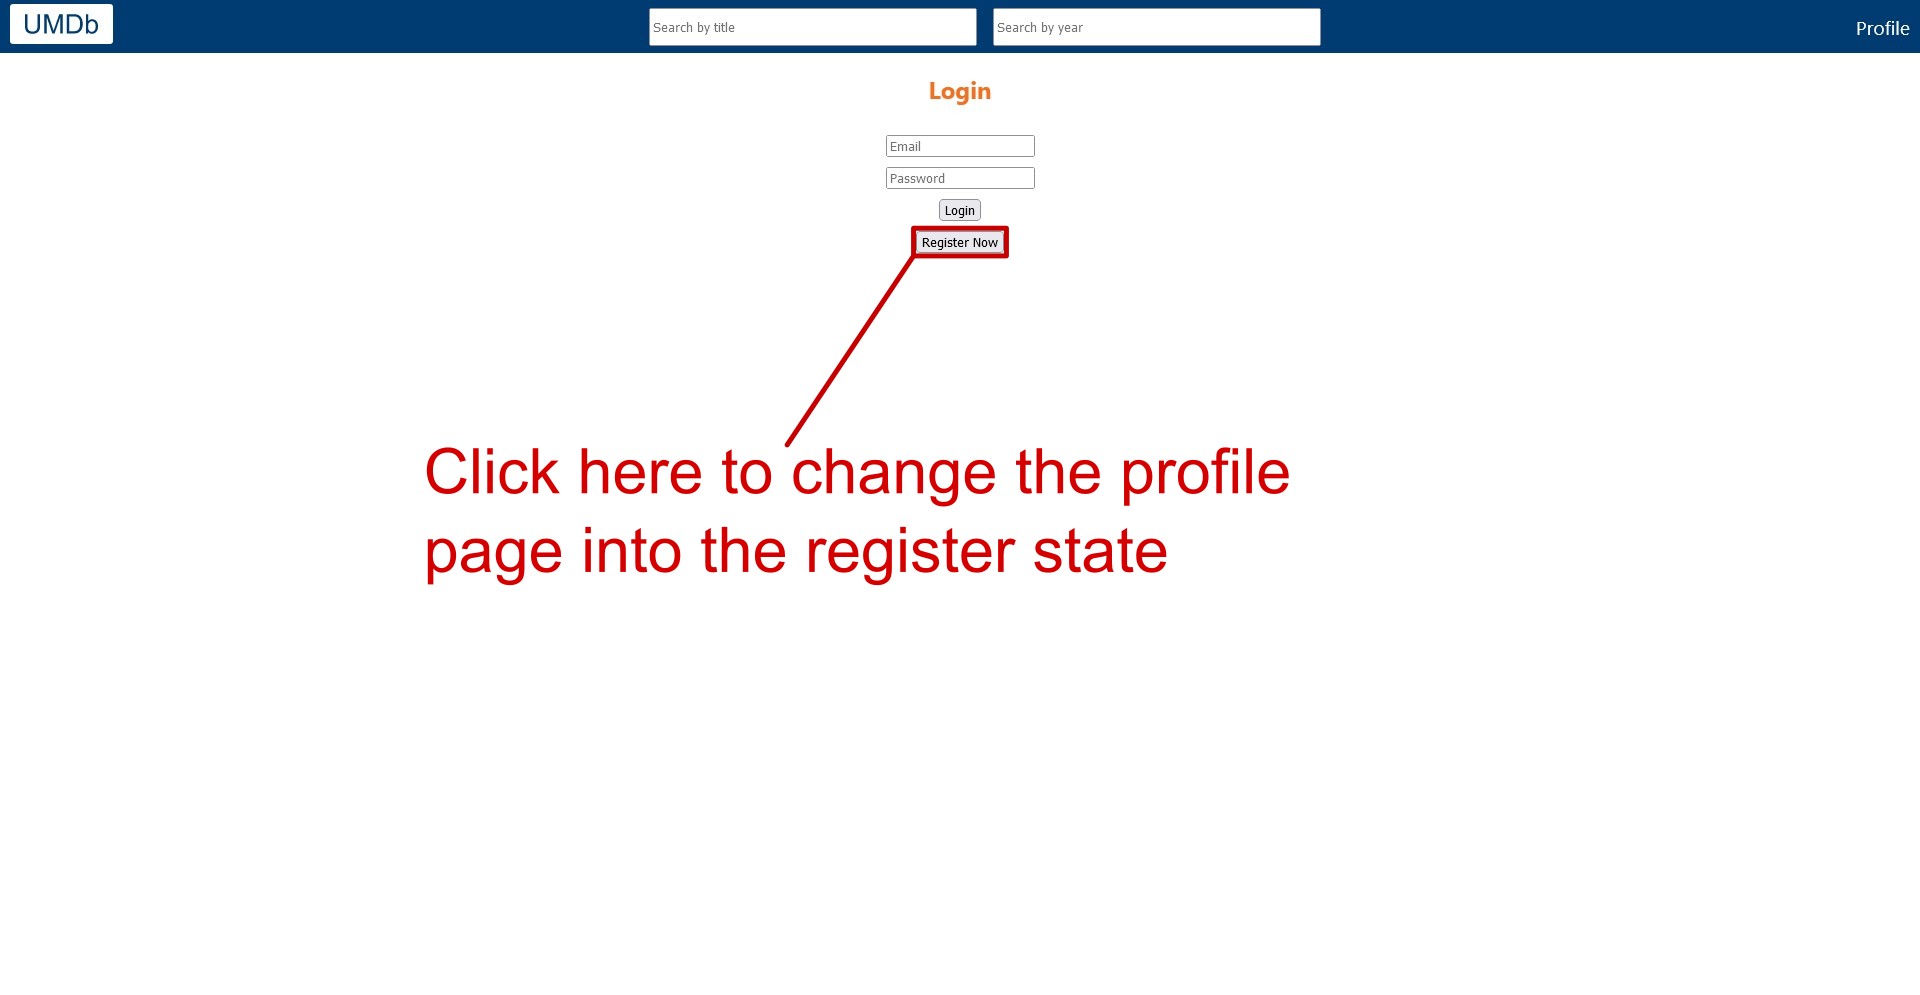 UMDb
Search by title
Search by year
Profile
Login
Email
Password
Login
Register Now
Click here to change the profile
page into the register state